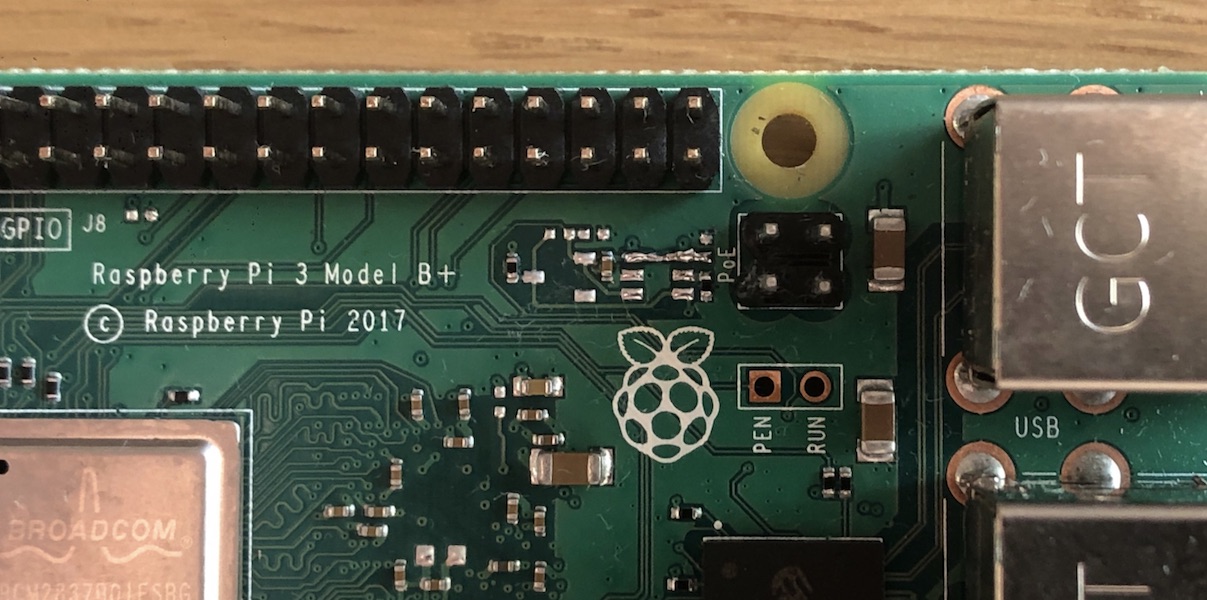 GPIO
J8
Raspberry Pi 3 Model B+
© Raspberry Pi 2017
PoE
GCT
PEN
RUN
USB
BROADCOM
T